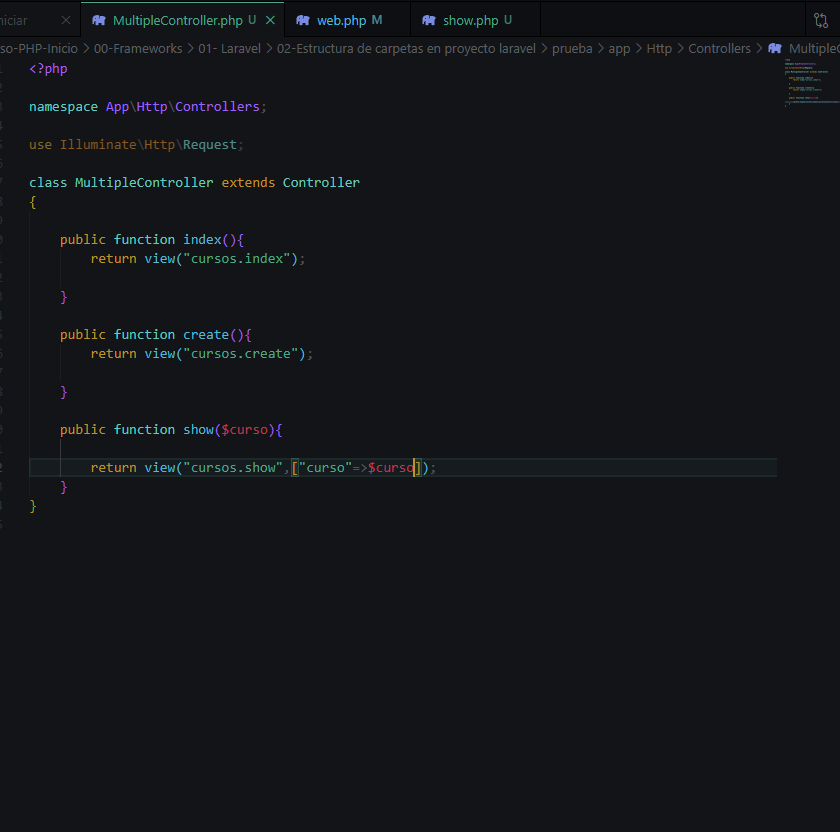 niciar MultipleController.php U web.php M show.php U
so-PHP-Inicio > 00-Frameworks > 01- Laravel > 02-Estructura de carpetas en proyecto laravel > prueba > app > Http > Controllers > MultipleC
<?php
namespace App\Http\Controllers;
use Illuminate\Http\Request;
class MultipleController extends Controller
{
public function index(){
return view("cursos.index");
}
public function create(){
return view("cursos.create");
}
public function show($curso){
return view("cursos.show",["curso"=>$curso]);
}
}